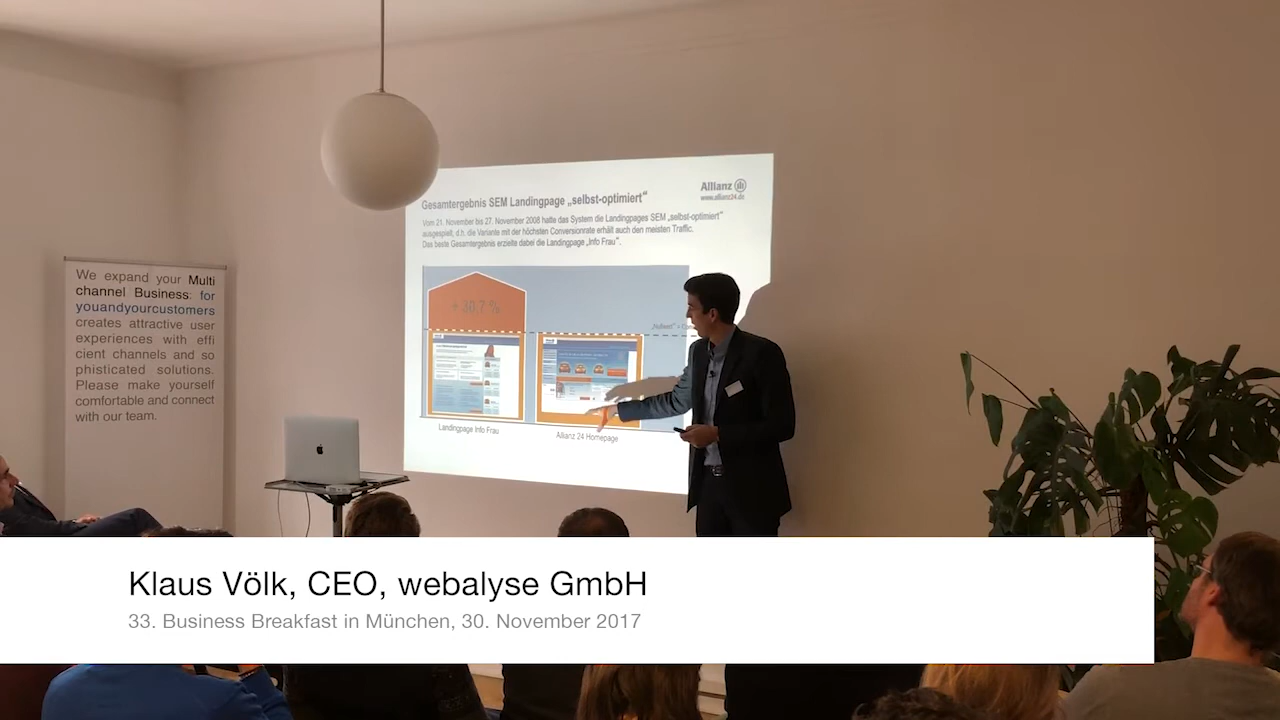 Allianz
www.allianz24.de
Gesamtergebnis SEM Landingpage „selbst-optimiert“
Vom 21. November bis 27. November 2008 hatte das System die Landingpages SEM „selbst-optimiert“
ausgespielt, d.h. die Variante mit der höchsten Conversionrate erhält auch den meisten Traffic.
Das beste Gesamtergebnis erzielte dabei die Landingpage „Info Frau“.
+ 30,7 %
Landingpage Info Frau
Allianz 24 Homepage
We expand your Multi
channel Business: for
youandyourcustomers
creates attractive user
experiences with effi
cient channels and so
phisticated solutions.
Please make yourself
comfortable and connect
with our team.
Klaus Völk, CEO, webalyse GmbH
33. Business Breakfast in München, 30. November 2017